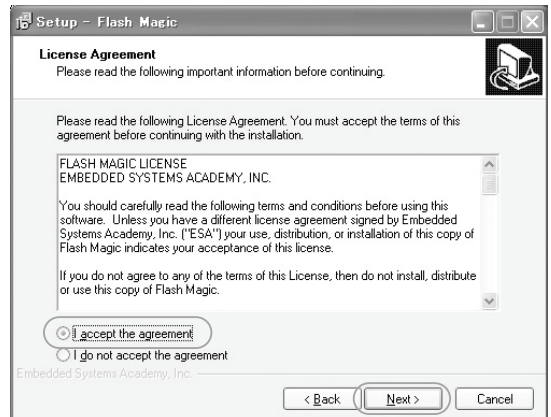 Setup - Flash Magic
License Agreement
Please read the following important information before continuing.
Please read the following License Agreement. You must accept the terms of this
agreement before continuing with the installation.
FLASH MAGIC LICENSE
EMBEDDED SYSTEMS ACADEMY, INC.
You should carefully read the following terms and conditions before using this
software. Unless you have a different license agreement signed by Embedded
Systems Academy, Inc. ("ESA") your use, distribution, or installation of this copy of
Flash Magic indicates your acceptance of this license.
If you do not agree to any of the terms of this License, then do not install, distribute
or use this copy of Flash Magic.
I accept the agreement
I do not accept the agreement
Embedded Systems Academy, Inc.
< Back
Next >
Cancel